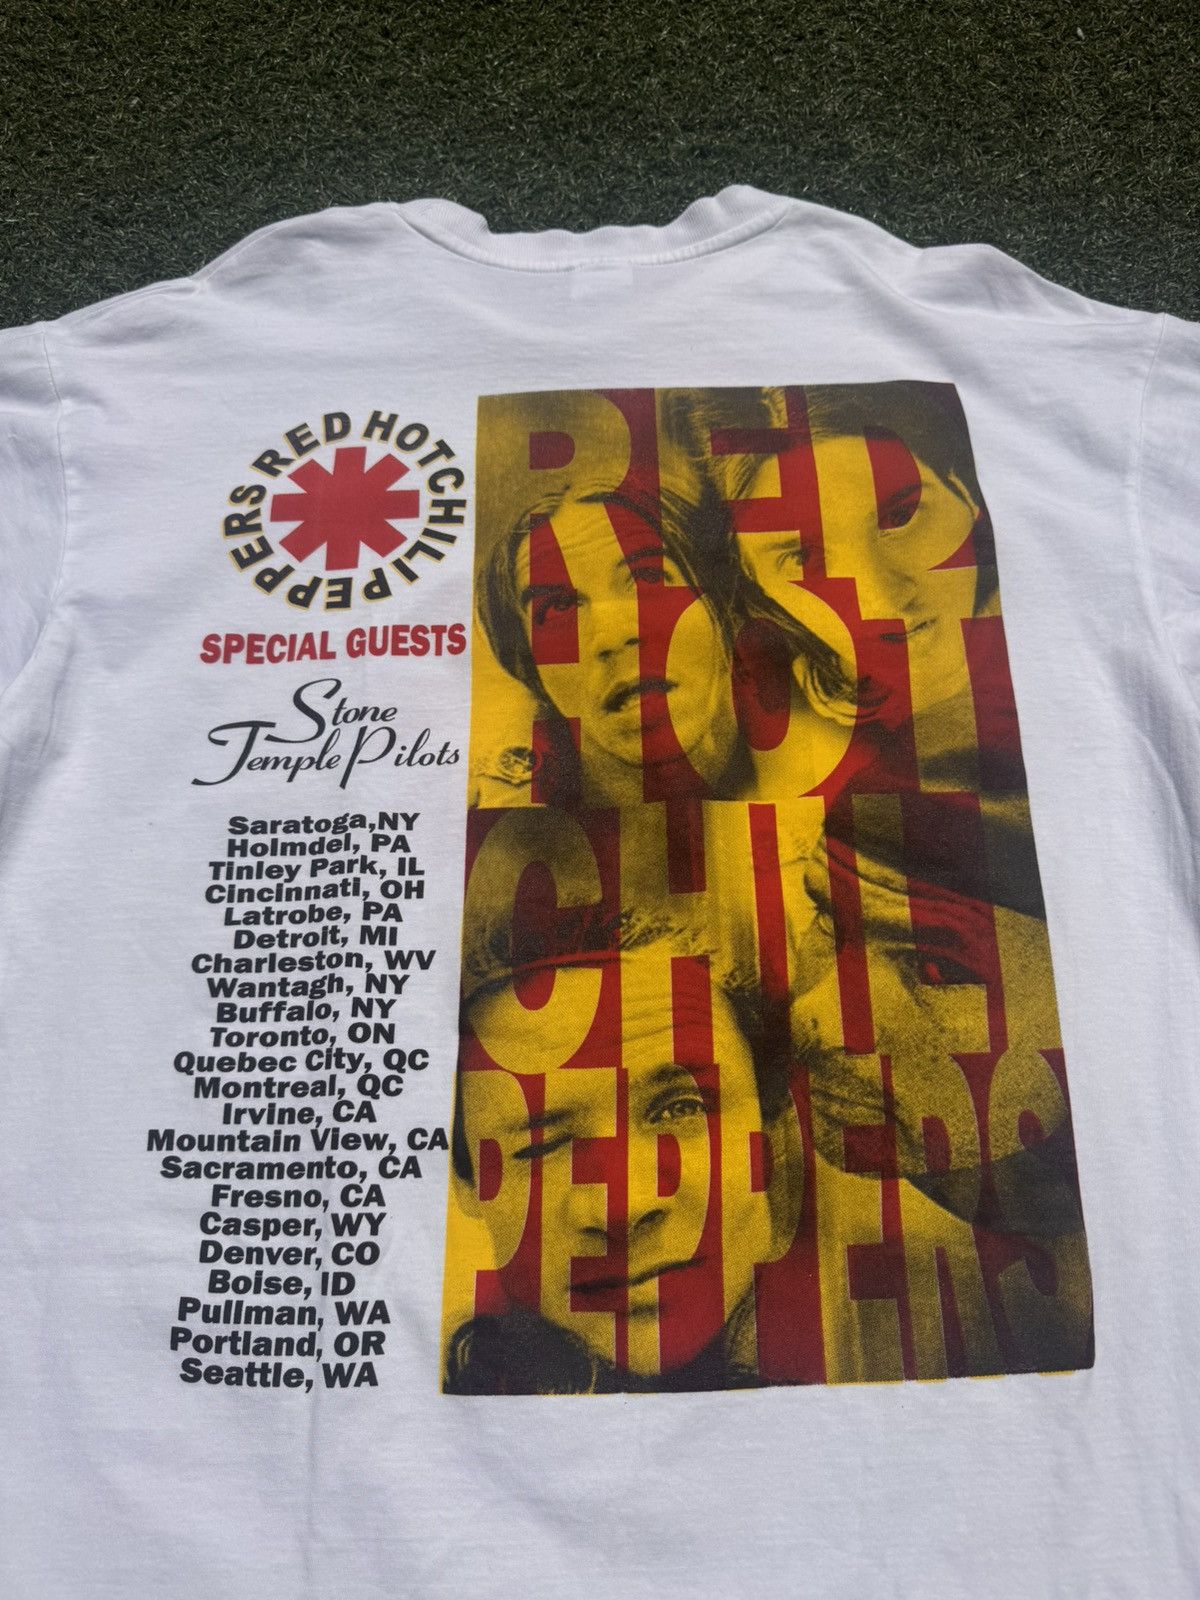 RED HOT CHILI PEPPERS
SPECIAL GUESTS
Stone
Temple Pilots
Saratoga,NY
Holmdel, PA
Tinley Park, IL
Cincinnati, OH
Latrobe, PA
Detroit, MI
Charleston, WV
Wantagh, NY
Buffalo, NY
Toronto, ON
Quebec City, QC
Montreal, QC
Irvine, CA
Mountain View, CA
Sacramento, CA
Fresno, CA
Casper, WY
Denver, CO
Boise, ID
Pullman, WA
Portland, OR
Seattle, WA
RED
HOT
CHILI
PEPPERS